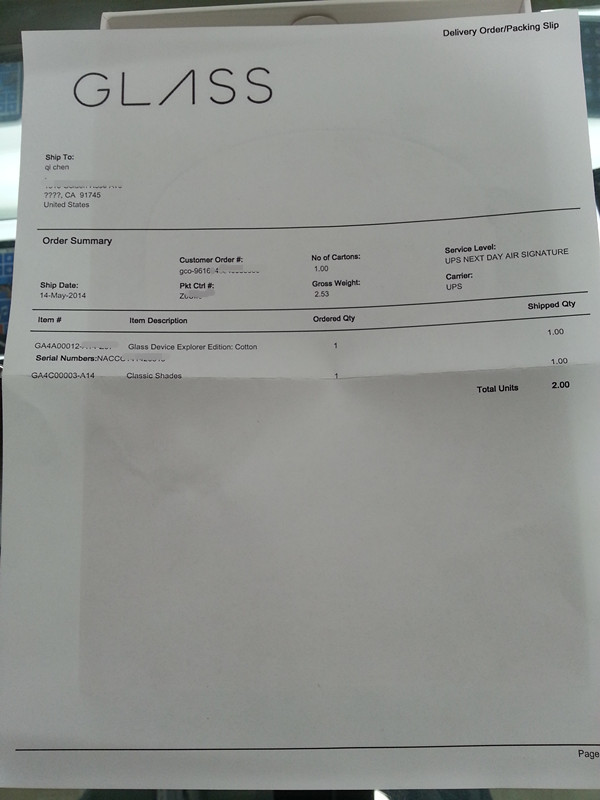 Delivery Order/Packing Slip
GLASS
Ship To:
qi chen
????, CA 91745
United States
Order Summary
Customer Order #:
gco-9616
No of Cartons:
1.00
Service Level:
UPS NEXT DAY AIR SIGNATURE
Ship Date:
14-May-2014
Pkt Ctrl #:
Gross Weight:
2.53
Carrier:
UPS
Item # Item Description Ordered Qty Shipped Qty
GA4A00012- Glass Device Explorer Edition: Cotton 1 1.00
Serial Numbers:
GA4C00003-A14 Classic Shades 1 1.00
Total Units 2.00
Page